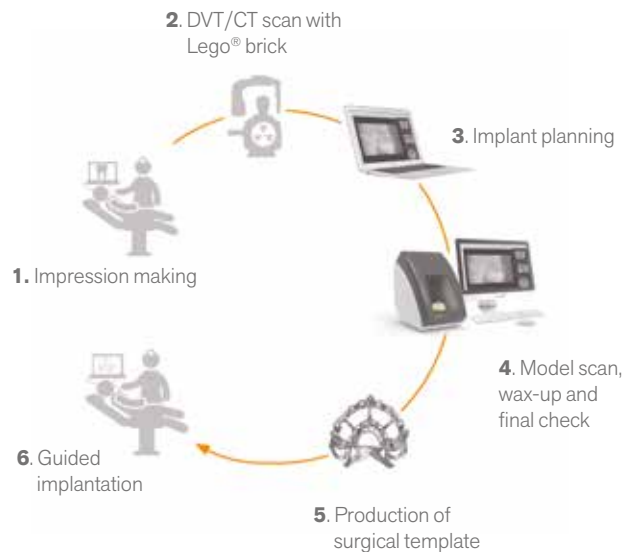 2. DVT/CT scan with
Lego® brick
3. Implant planning
1. Impression making
4. Model scan,
wax-up and
final check
6. Guided
implantation
5. Production of
surgical template